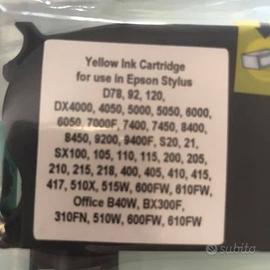 Yellow Ink Cartridge
for use in Epson Stylus
D78, 92, 120,
DX4000, 4050, 5000, 5050, 6000,
6050, 7000F, 7400, 7450, 8400,
8450, 9200, 9400F, S20, 21,
SX100, 105, 110, 115, 200, 205,
210, 215, 218, 400, 405, 410, 415,
417, 510X, 515W, 600FW, 610FW,
Office B40W, BX300F,
310FN, 510W, 600FW, 610FW
subito